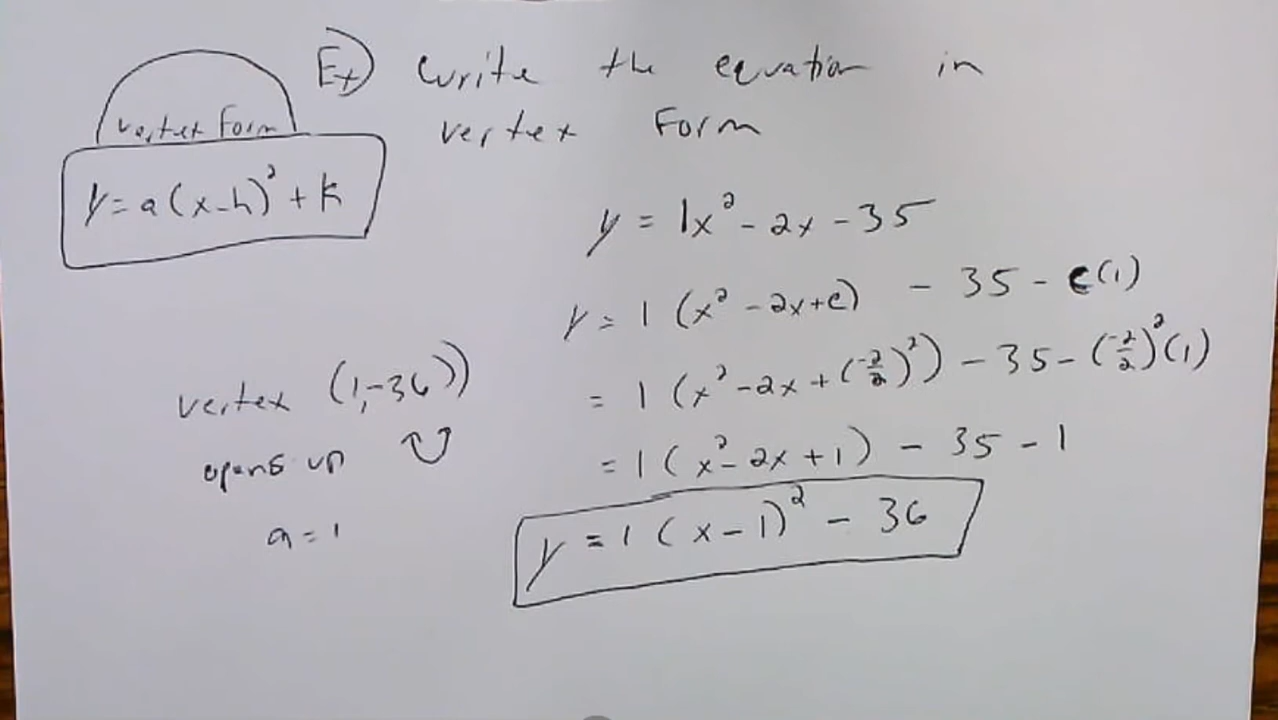 Ex) write the equation in
vertex form
vertex form
y = a(x-h)² + k
y = 1x² - 2x - 35
y = 1 (x² - 2x + c) - 35 - c(1)
= 1 (x² - 2x + (-2/2)²) - 35 - (-2/2)²(1)
= 1 (x² - 2x + 1) - 35 - 1
y = 1 (x - 1)² - 36
vertex (1, -36)
opens up
a = 1